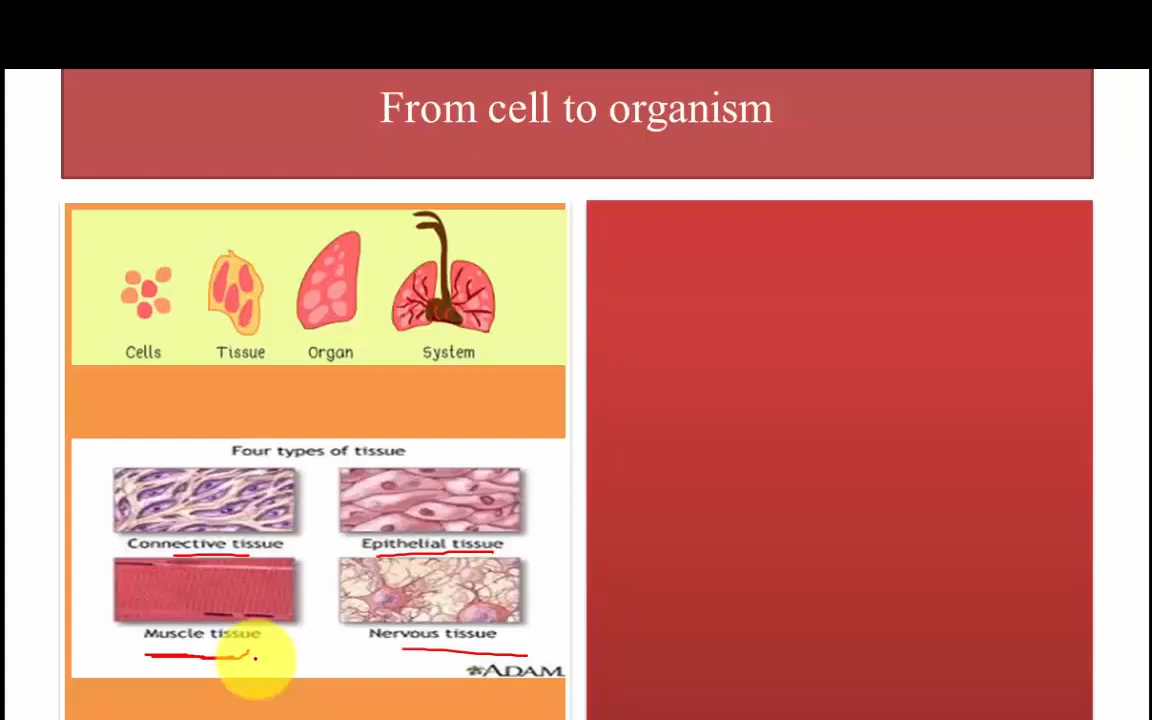 From cell to organism
Cells Tissue Organ System
Four types of tissue
Connective tissue Epithelial tissue
Muscle tissue Nervous tissue
ADAM